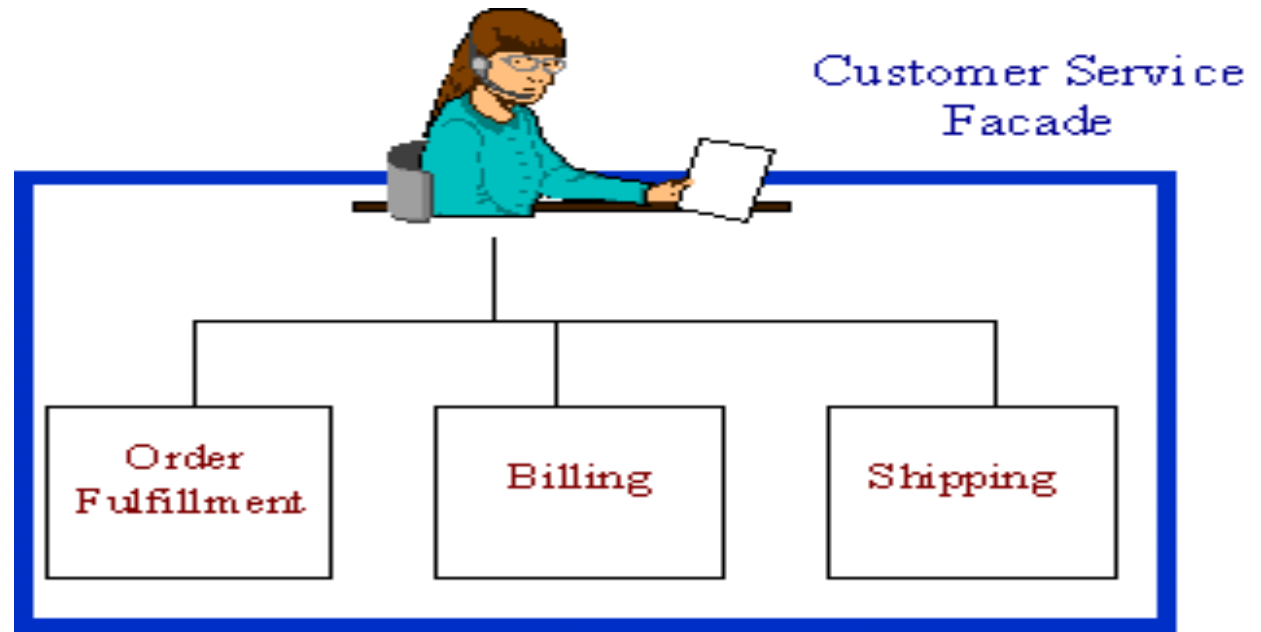 Customer Service
Facade
Order
Fulfillment
Billing
Shipping